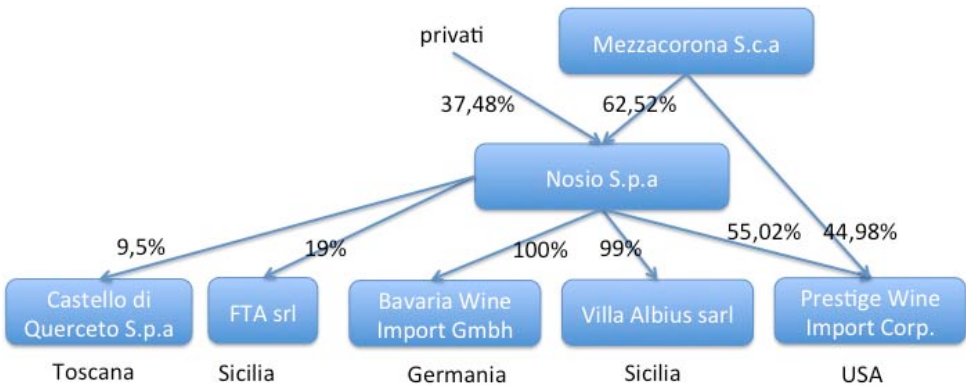 privati
Mezzacorona S.c.a
37,48%
62,52%
Nosio S.p.a
9,5%
19%
100%
99%
55,02%
44,98%
Castello di
Querceto S.p.a
FTA srl
Bavaria Wine
Import Gmbh
Villa Albius sarl
Prestige Wine
Import Corp.
Toscana
Sicilia
Germania
Sicilia
USA